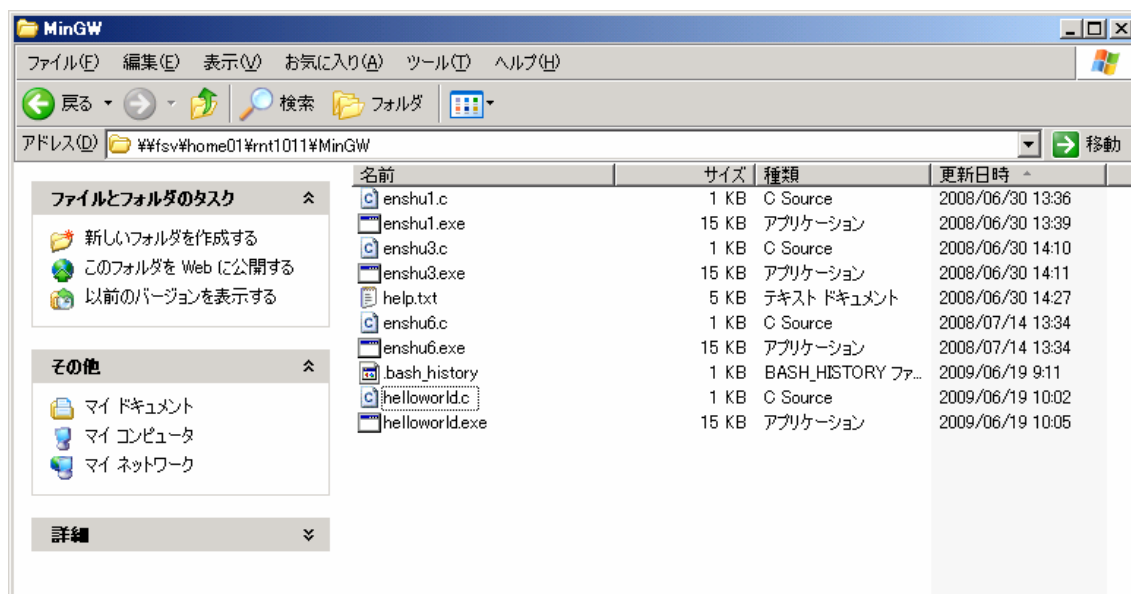 MinGW
ファイル(F) 編集(E) 表示(V) お気に入り(A) ツール(T) ヘルプ(H)
戻る 検索 フォルダ
アドレス(D) ¥¥fsv¥home01¥rnt1011¥MinGW 移動
ファイルとフォルダのタスク
新しいフォルダを作成する
このフォルダを Web に公開する
以前のバージョンを表示する
その他
マイ ドキュメント
マイ コンピュータ
マイ ネットワーク
詳細
名前 サイズ 種類 更新日時
enshu1.c 1 KB C Source 2008/06/30 13:36
enshu1.exe 15 KB アプリケーション 2008/06/30 13:39
enshu3.c 1 KB C Source 2008/06/30 14:10
enshu3.exe 15 KB アプリケーション 2008/06/30 14:11
help.txt 5 KB テキスト ドキュメント 2008/06/30 14:27
enshu6.c 1 KB C Source 2008/07/14 13:34
enshu6.exe 15 KB アプリケーション 2008/07/14 13:34
.bash_history 1 KB BASH_HISTORY ファ... 2009/06/19 9:11
helloworld.c 1 KB C Source 2009/06/19 10:02
helloworld.exe 15 KB アプリケーション 2009/06/19 10:05